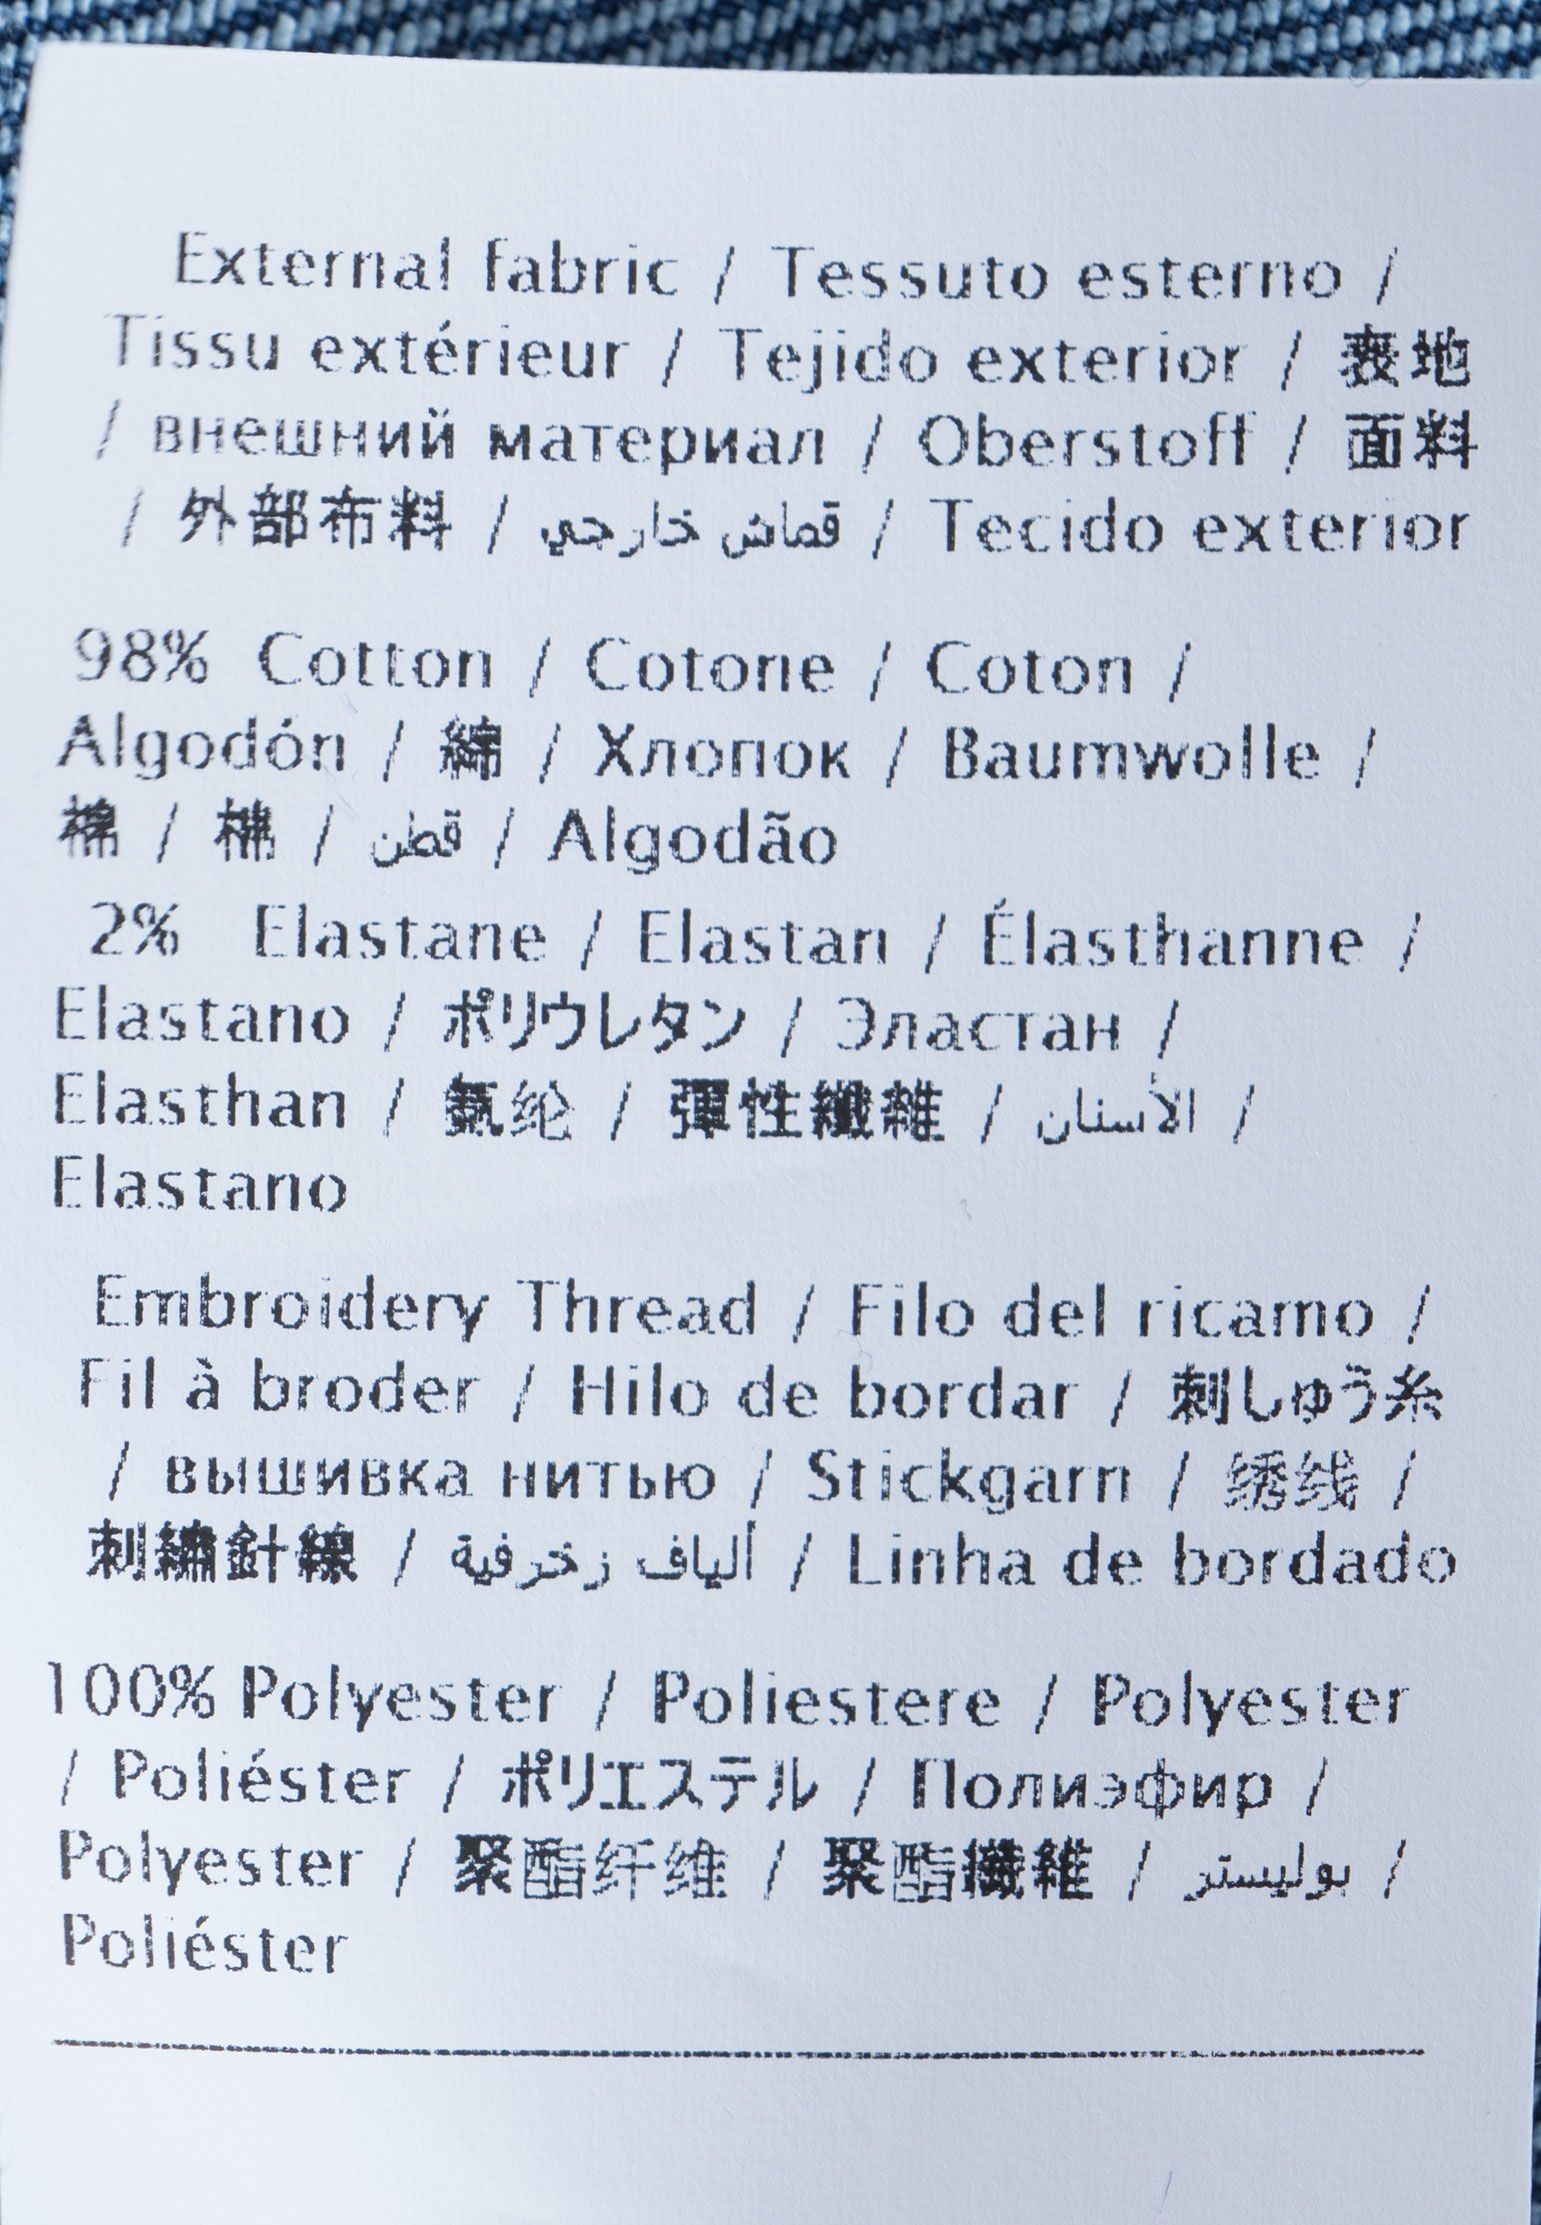 External fabric / Tessuto esterno /
Tissu extérieur / Tejido exterior / 表地
/ внешний материал / Oberstoff / 面料
/ 外部布料 / قماش خارجي / Tecido exterior
98% Cotton / Cotone / Coton /
Algodón / 綿 / Хлопок / Baumwolle /
棉 / 棉 / قطن / Algodão
2% Elastane / Elastan / Élasthanne /
Elastano / ポリウレタン / Эластан /
Elasthan / 氨纶 / 彈性纖維 / الأسنان /
Elastano
Embroidery Thread / Filo del ricamo /
Fil à broder / Hilo de bordar / 刺しゅう糸
/ вышивка нитью / Stickgarn / 绣线 /
刺繡針線 / ألياف زخرفية / Linha de bordado
100% Polyester / Poliestere / Polyester
/ Poliéster / ポリエステル / Полиэфир /
Polyester / 聚酯纤维 / 聚酯纖維 / بوليستر /
Poliéster